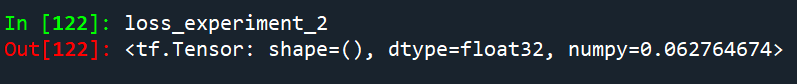 In [122]: loss_experiment_2
Out[122]: <tf.Tensor: shape=(), dtype=float32, numpy=0.062764674>